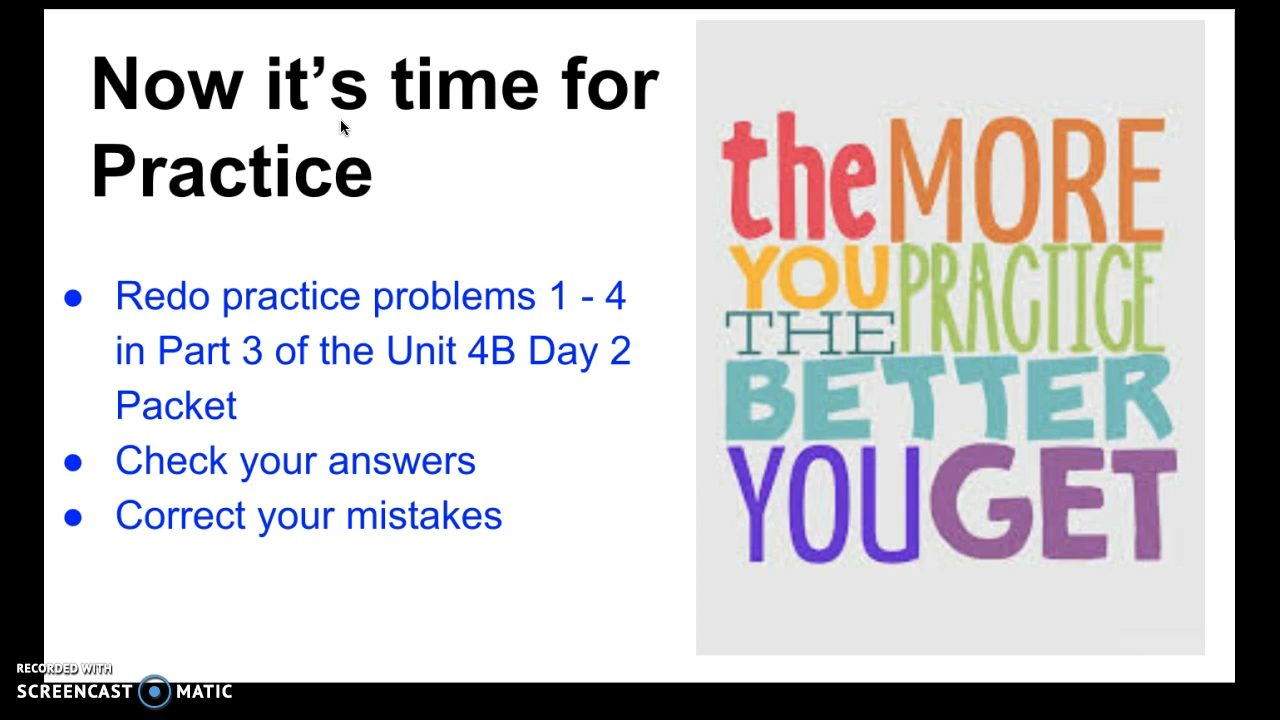 Now it’s time for
Practice
● Redo practice problems 1 - 4
in Part 3 of the Unit 4B Day 2
Packet
● Check your answers
● Correct your mistakes
the MORE
YOU PRACTICE
THE
BETTER
YOU GET
RECORDED WITH
SCREENCAST MATIC